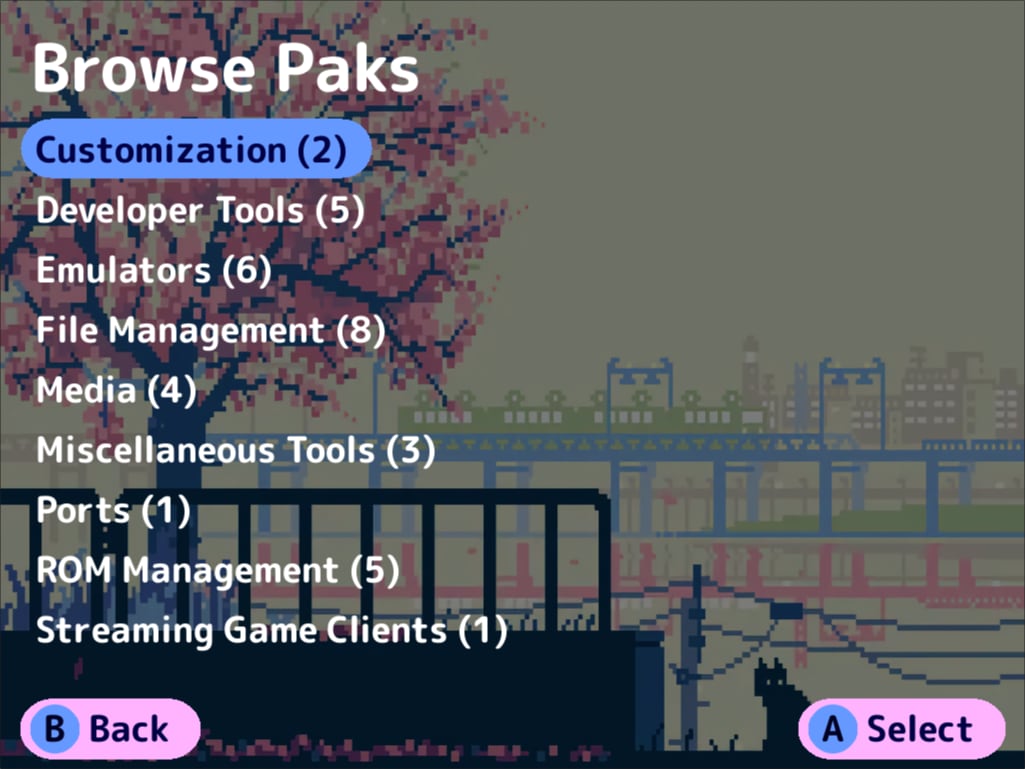 Browse Paks
Customization (2)
Developer Tools (5)
Emulators (6)
File Management (8)
Media (4)
Miscellaneous Tools (3)
Ports (1)
ROM Management (5)
Streaming Game Clients (1)
B Back
A Select